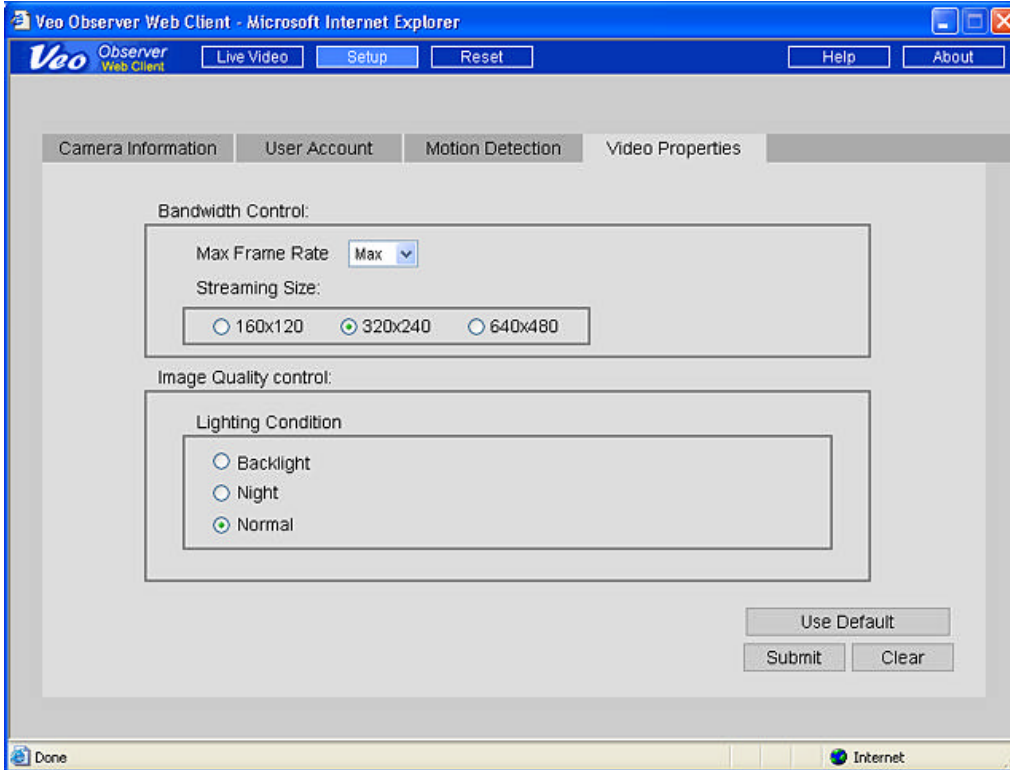 Veo Observer Web Client - Microsoft Internet Explorer
Veo Observer Web Client Live Video Setup Reset Help About
Camera Information User Account Motion Detection Video Properties
Bandwidth Control:
Max Frame Rate Max
Streaming Size:
160x120 320x240 640x480
Image Quality control:
Lighting Condition
Backlight
Night
Normal
Use Default
Submit Clear
Done Internet